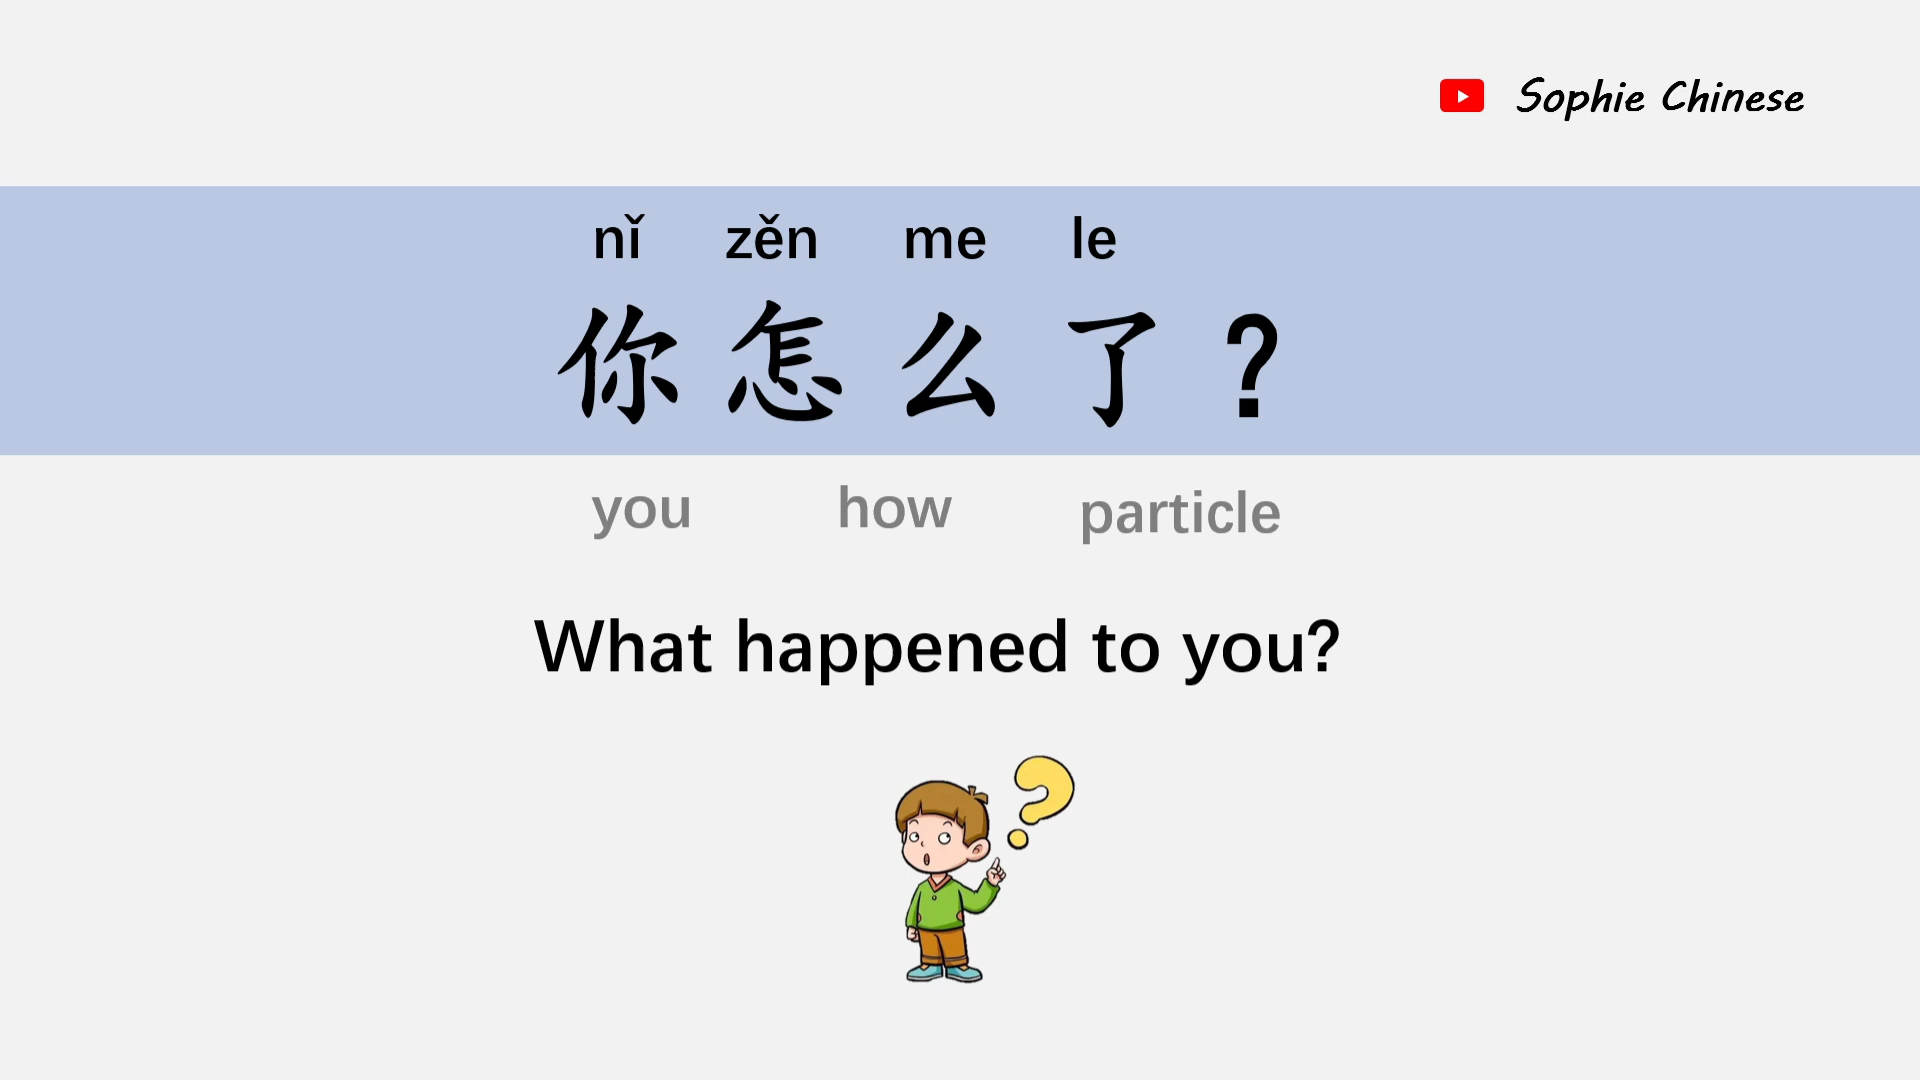 Sophie Chinese
nǐ zěn me le
你怎么了?
you how particle
What happened to you?